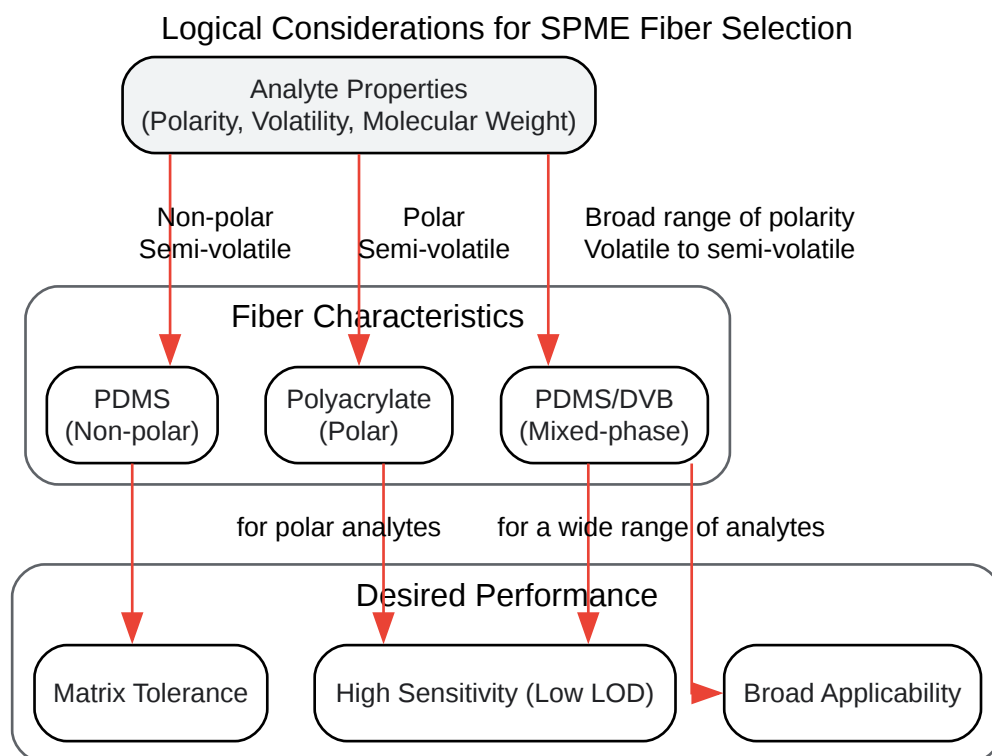 Logical Considerations for SPME Fiber Selection
Analyte Properties
(Polarity, Volatility, Molecular Weight)
Non-polar
Semi-volatile
Polar
Semi-volatile
Broad range of polarity
Volatile to semi-volatile
Fiber Characteristics
PDMS
(Non-polar)
Polyacrylate
(Polar)
PDMS/DVB
(Mixed-phase)
for polar analytes
for a wide range of analytes
Desired Performance
Matrix Tolerance
High Sensitivity (Low LOD)
Broad Applicability